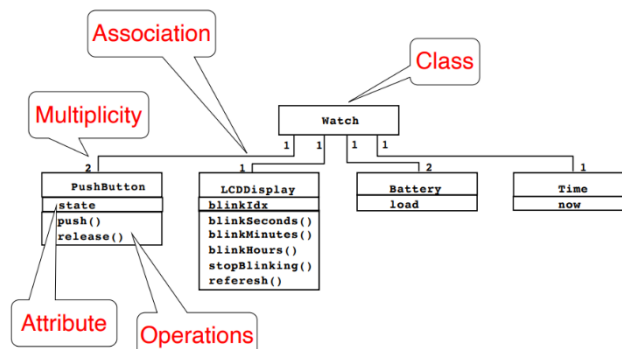 Association
Class
Multiplicity
Watch
1 1 1 1
2 1 2 1
PushButton LCDDisplay Battery Time
state blinkIdx load now
push() blinkSeconds()
release() blinkMinutes()
blinkHours()
stopBlinking()
referesh()
Attribute
Operations